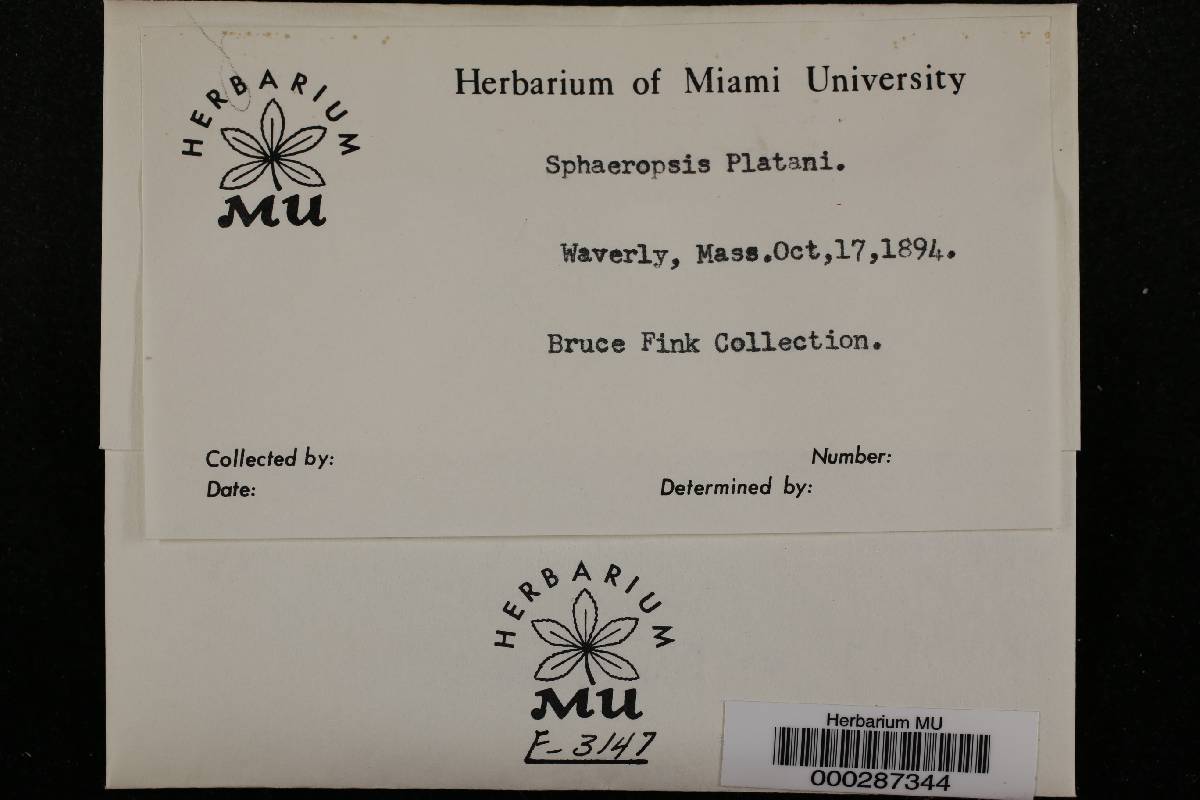 HERBARIUM
MU
Herbarium of Miami University
Sphaeropsis Platani.
Waverly, Mass.Oct,17,1894.
Bruce Fink Collection.
Collected by:
Number:
Date:
Determined by:
HERBARIUM
MU
F-3147
Herbarium MU
000287344